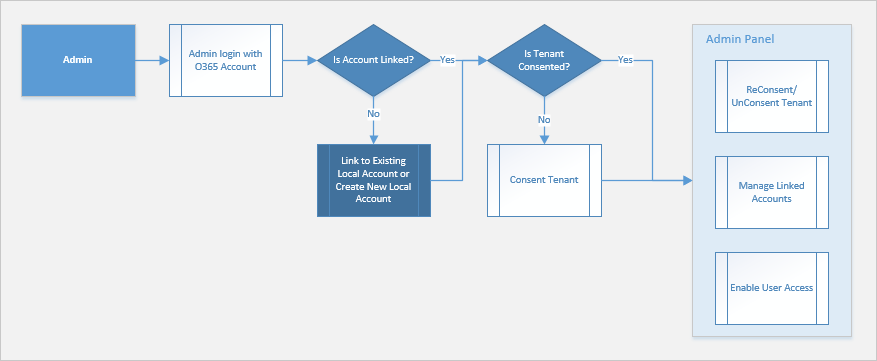 Admin
Admin login with
O365 Account
Is Account Linked?
Yes
No
Link to Existing
Local Account or
Create New Local
Account
Is Tenant
Consented?
Yes
No
Consent Tenant
Admin Panel
ReConsent/
UnConsent Tenant
Manage Linked
Accounts
Enable User Access